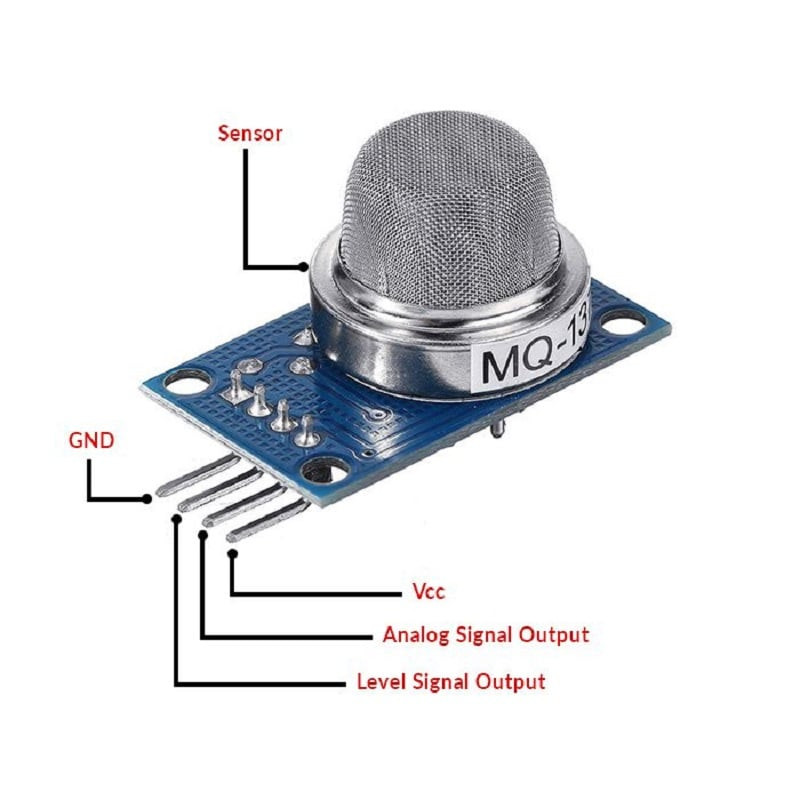 Sensor
MQ-13
GND
Vcc
Analog Signal Output
Level Signal Output